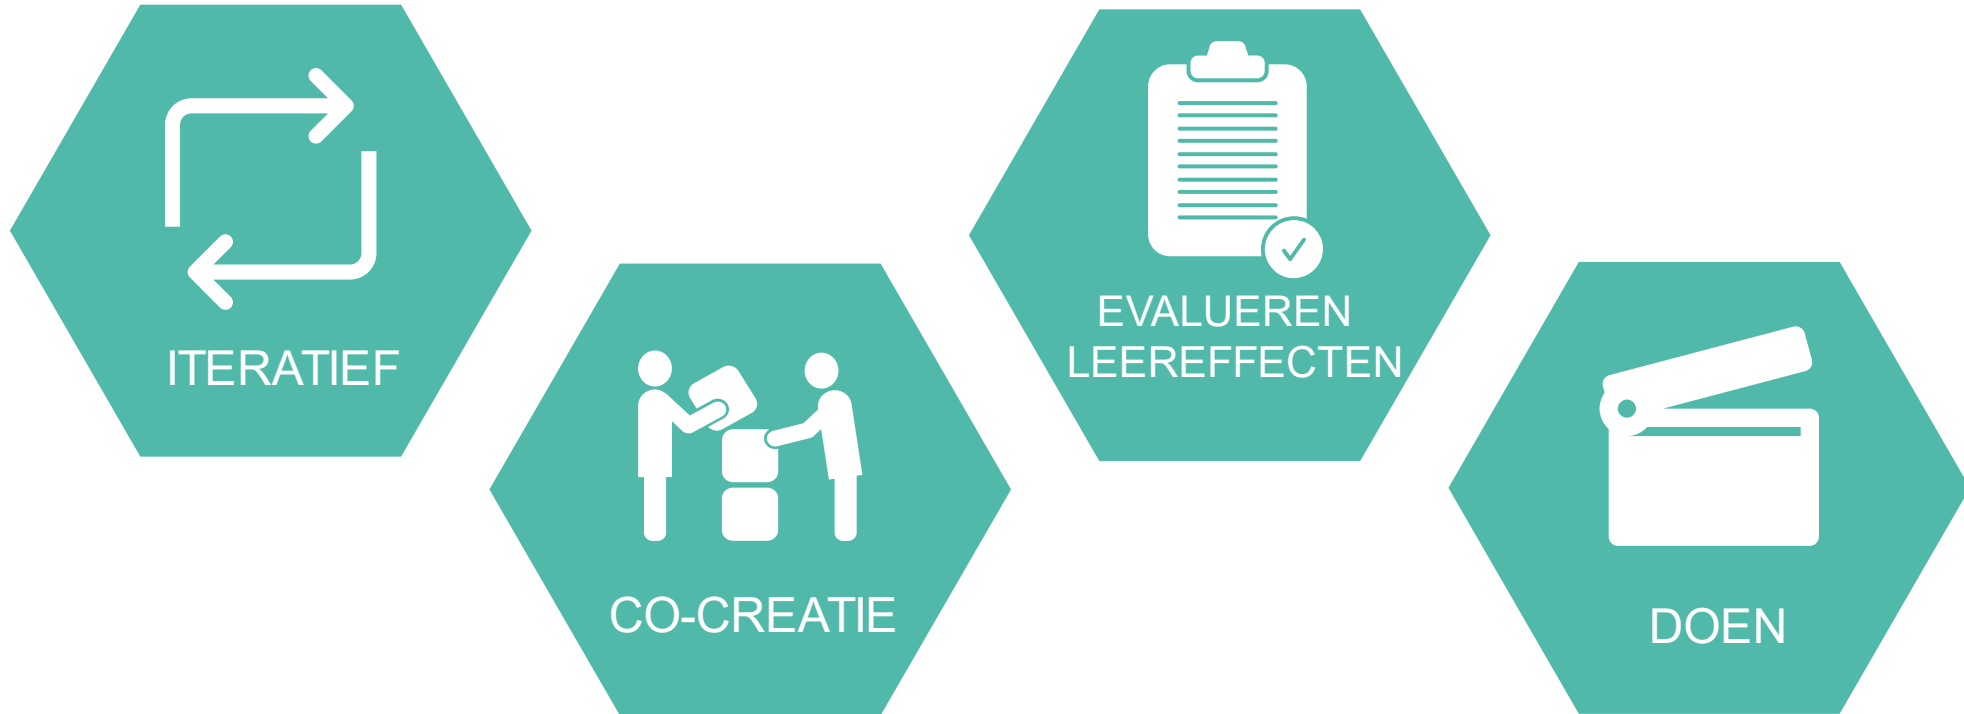 ITERATIEF
CO-CREATIE
EVALUEREN
LEEREFFECTEN
DOEN